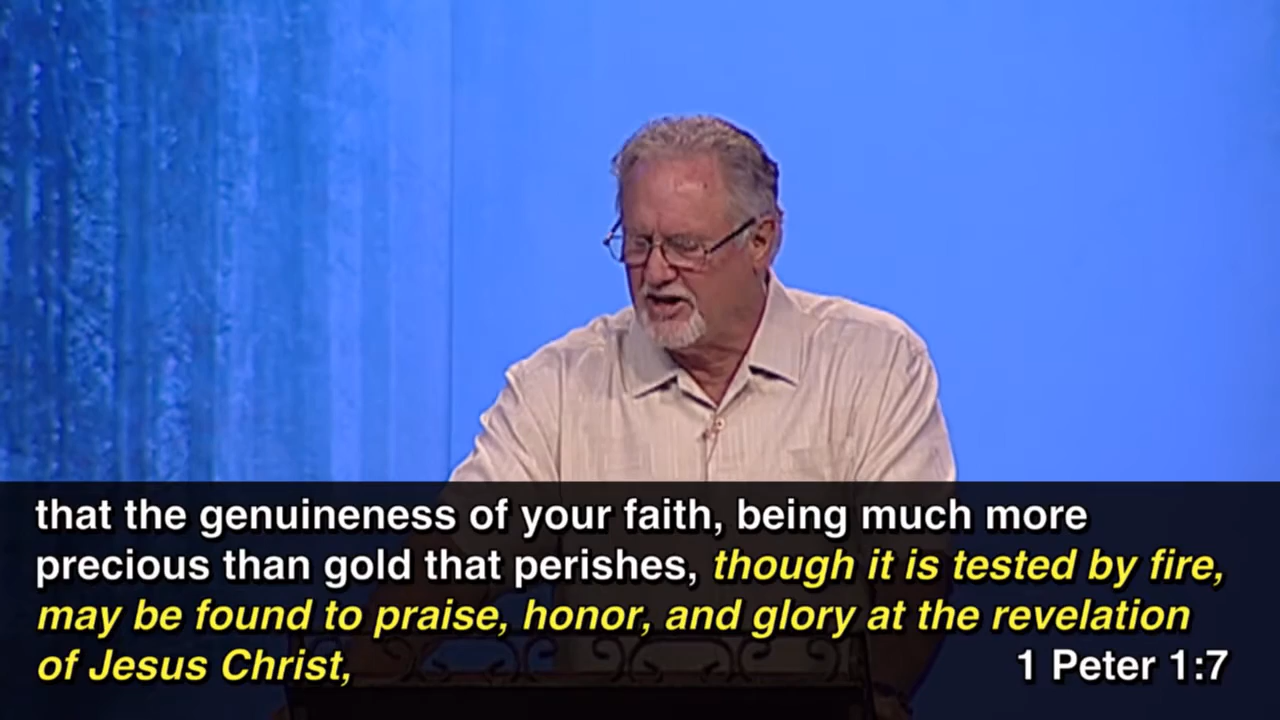 that the genuineness of your faith, being much more
precious than gold that perishes, though it is tested by fire,
may be found to praise, honor, and glory at the revelation
of Jesus Christ, 1 Peter 1:7